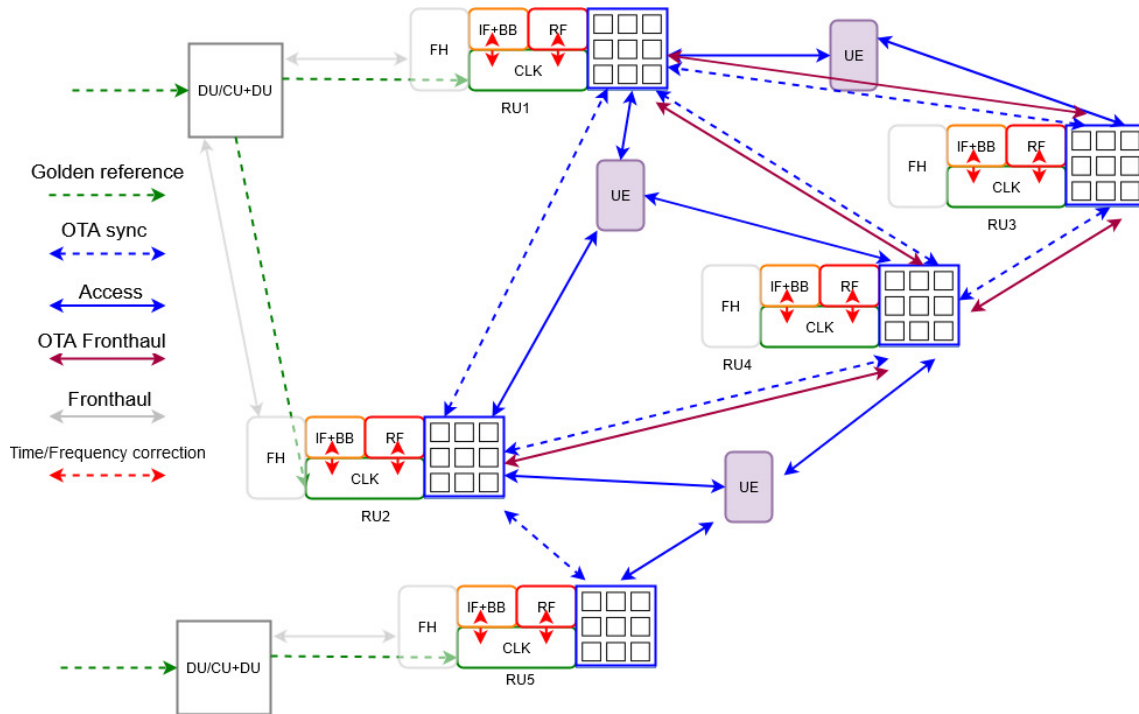 IF+BB
RF
FH
CLK
RU1
UE
DU/CU+DU
IF+BB
RF
FH
CLK
RU3
Golden reference
UE
OTA sync
IF+BB
RF
FH
CLK
RU4
Access
OTA Fronthaul
Fronthaul
Time/Frequency correction
IF+BB
RF
FH
CLK
RU2
UE
IF+BB
RF
FH
CLK
RU5
DU/CU+DU